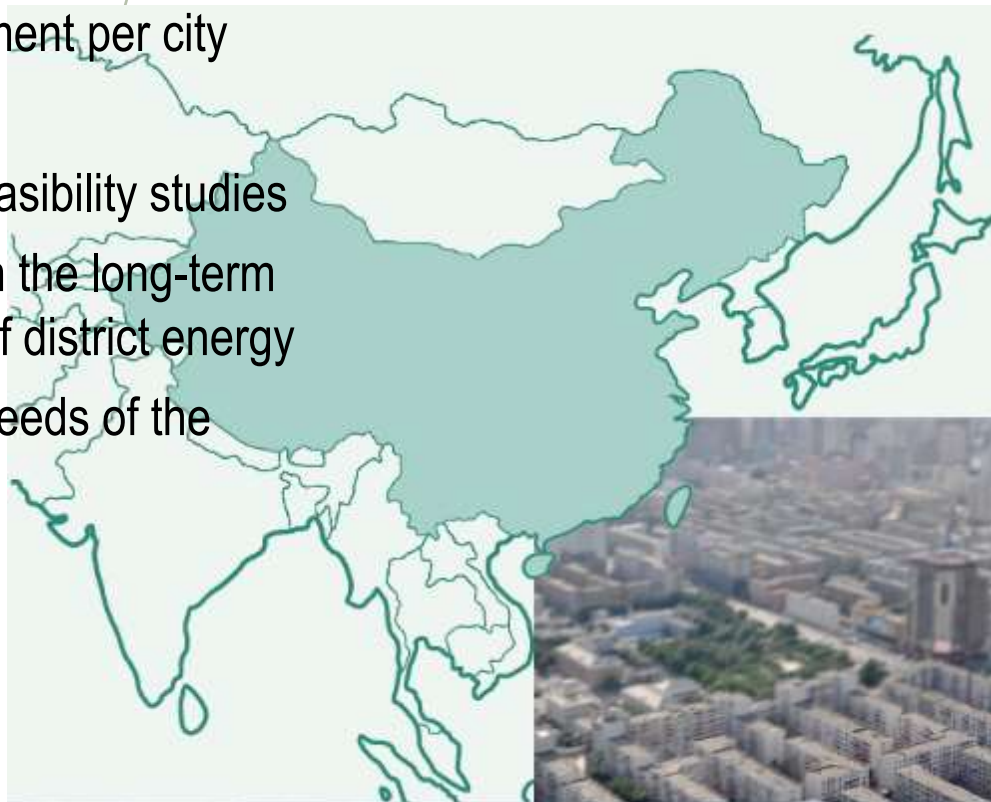 ment per city
asibility studies
n the long-term
f district energy
eeds of the